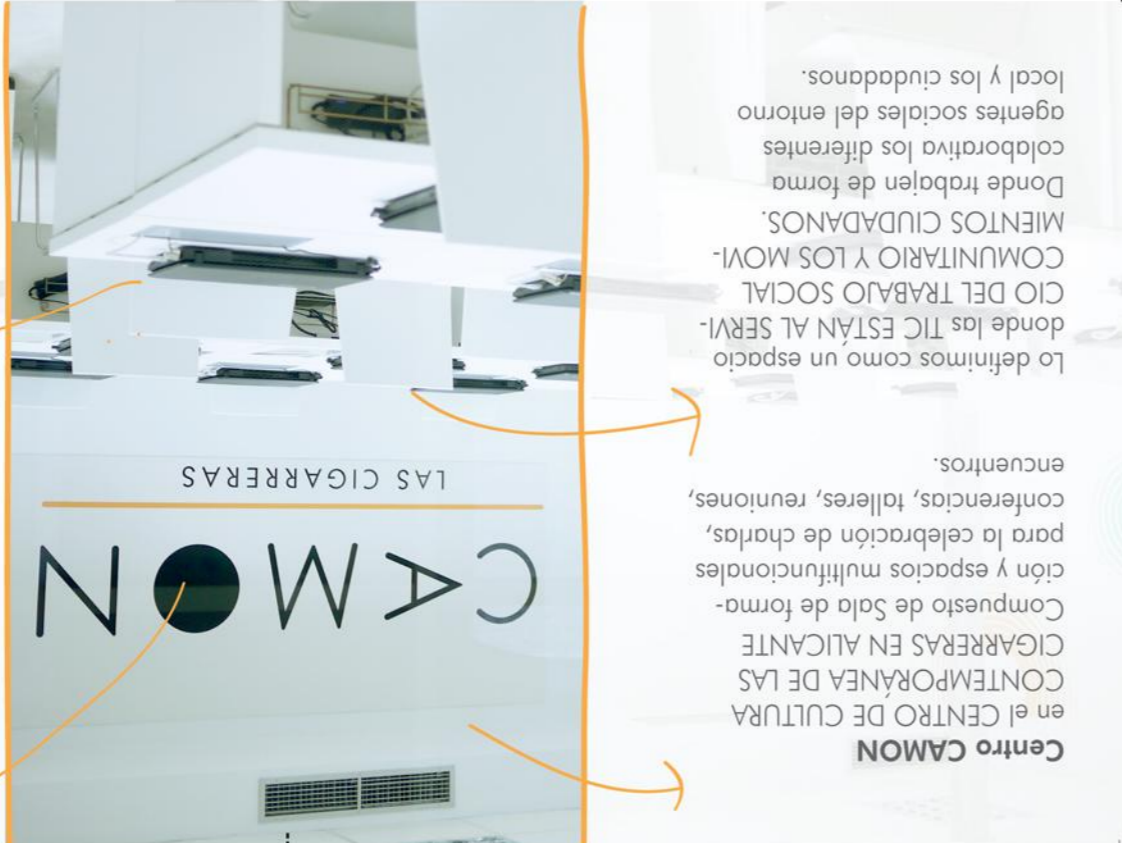 Centro CAMON
en el CENTRO DE CULTURA
CONTEMPORÁNEA DE LAS
CIGARRERAS EN ALICANTE
Compuesto de Sala de forma-
ción y espacios multifuncionales
para la celebración de charlas,
conferencias, talleres, reuniones,
encuentros.
Lo definimos como un espacio
donde las TIC ESTÁN AL SERVI-
CIO DEL TRABAJO SOCIAL
COMUNITARIO Y LOS MOVI-
MIENTOS CIUDADANOS.
Donde trabajen de forma
colaborativa los diferentes
agentes sociales del entorno
local y los ciudadanos.
CAMON
LAS CIGARRERAS